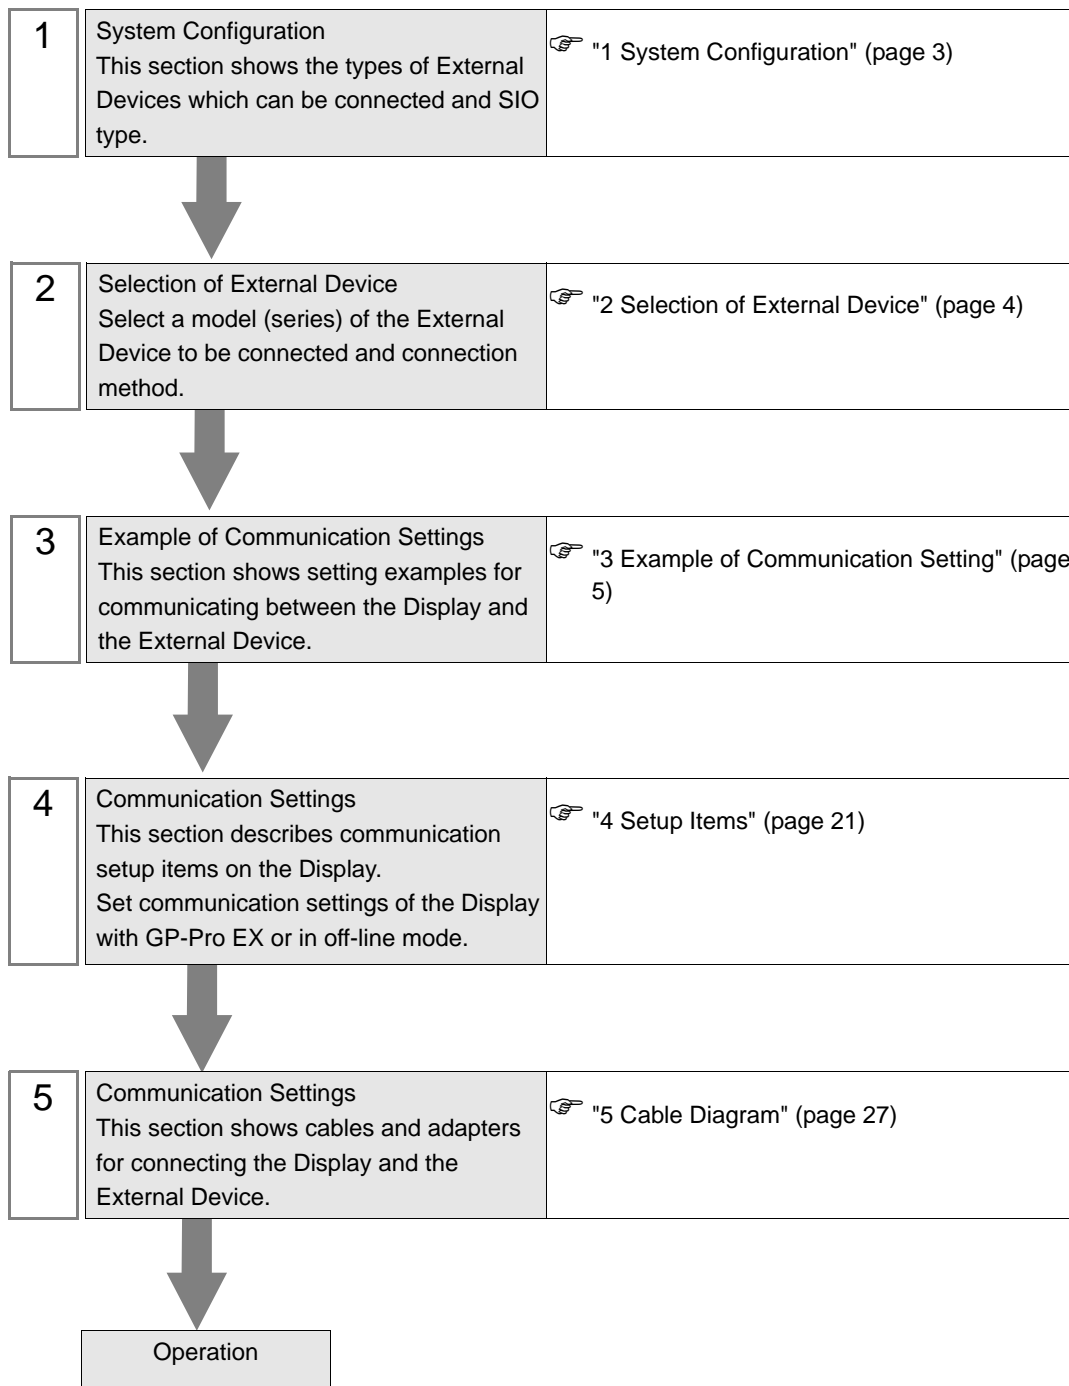 1
System Configuration
This section shows the types of External
Devices which can be connected and SIO
type.
"1 System Configuration" (page 3)
2
Selection of External Device
Select a model (series) of the External
Device to be connected and connection
method.
"2 Selection of External Device" (page 4)
3
Example of Communication Settings
This section shows setting examples for
communicating between the Display and
the External Device.
"3 Example of Communication Setting" (page
5)
4
Communication Settings
This section describes communication
setup items on the Display.
Set communication settings of the Display
with GP-Pro EX or in off-line mode.
"4 Setup Items" (page 21)
5
Communication Settings
This section shows cables and adapters
for connecting the Display and the
External Device.
"5 Cable Diagram" (page 27)
Operation